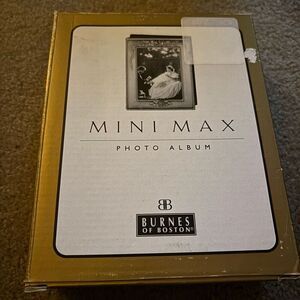 MINI MAX
PHOTO ALBUM
BB
BURNES
OF BOSTON®